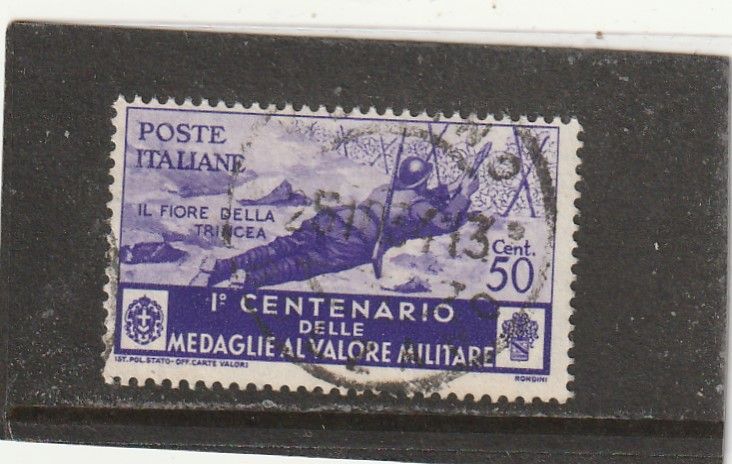 POSTE
ITALIANE
IL FIORE DELLA
TRINCEA
Cent.
50
I° CENTENARIO
DELLE
MEDAGLIE AL VALORE MILITARE
IST. POL. STATO - OFF. CARTE VALORI
RONDINI